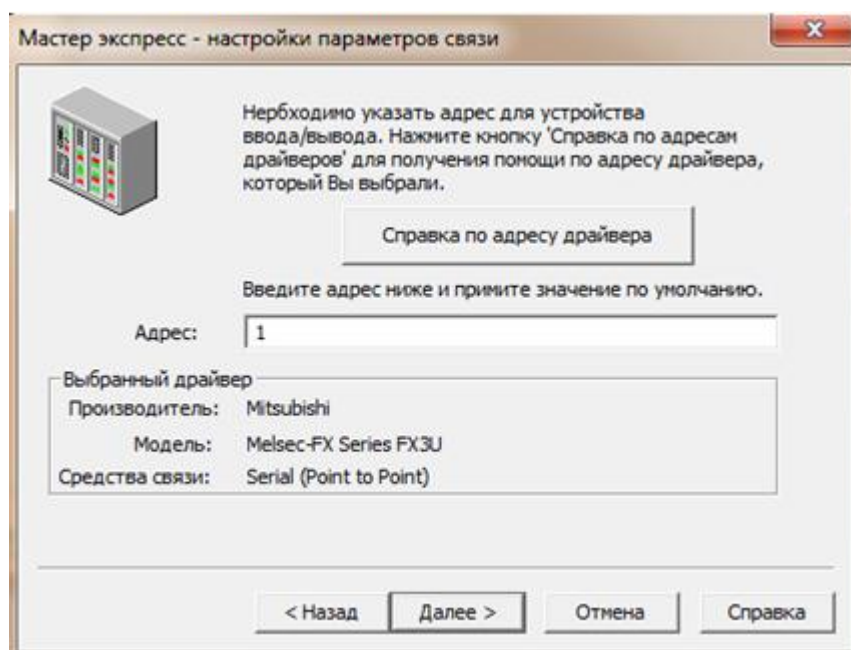 Мастер экспресс - настройки параметров связи
Нербходимо указать адрес для устройства
ввода/вывода. Нажмите кнопку 'Справка по адресам
драйверов' для получения помощи по адресу драйвера,
который Вы выбрали.
Справка по адресу драйвера
Введите адрес ниже и примите значение по умолчанию.
Адрес: 1
Выбранный драйвер
Производитель: Mitsubishi
Модель: Melsec-FX Series FX3U
Средства связи: Serial (Point to Point)
< Назад Далее > Отмена Справка